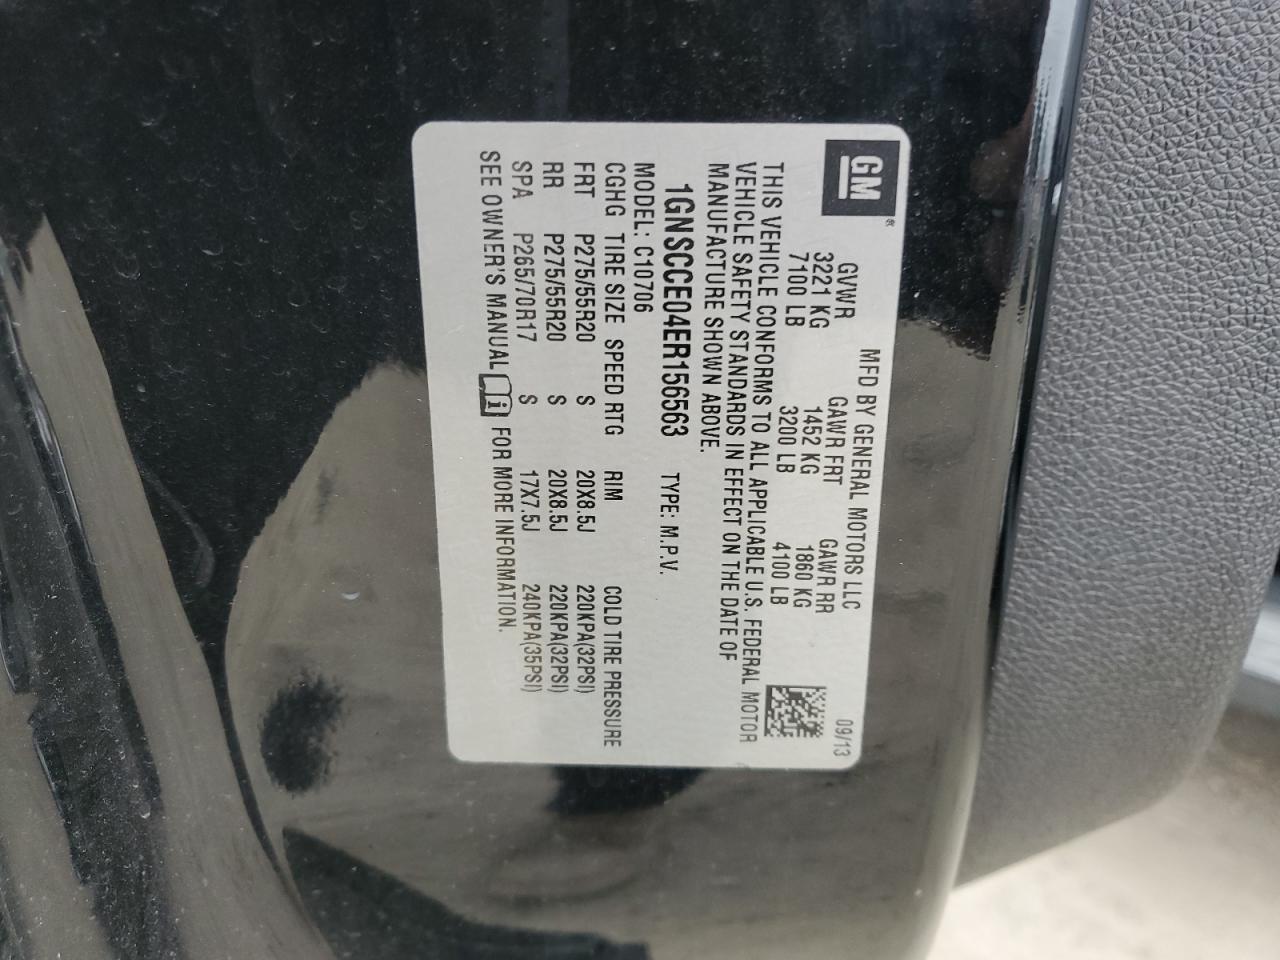 GM®
MFD BY GENERAL MOTORS LLC 09/13
GVWR GAWR FRT GAWR RR
3221 KG 1452 KG 1860 KG
7100 LB 3200 LB 4100 LB
THIS VEHICLE CONFORMS TO ALL APPLICABLE U.S. FEDERAL MOTOR
VEHICLE SAFETY STANDARDS IN EFFECT ON THE DATE OF
MANUFACTURE SHOWN ABOVE.
1GNSCCE04ER156563 TYPE: M.P.V.
MODEL: C10706
CGHG TIRE SIZE SPEED RTG RIM COLD TIRE PRESSURE
FRT P275/55R20 S 20X8.5J 220KPA(32PSI)
RR P275/55R20 S 20X8.5J 220KPA(32PSI)
SPA P265/70R17 S 17X7.5J 240KPA(35PSI)
SEE OWNER'S MANUAL i FOR MORE INFORMATION.